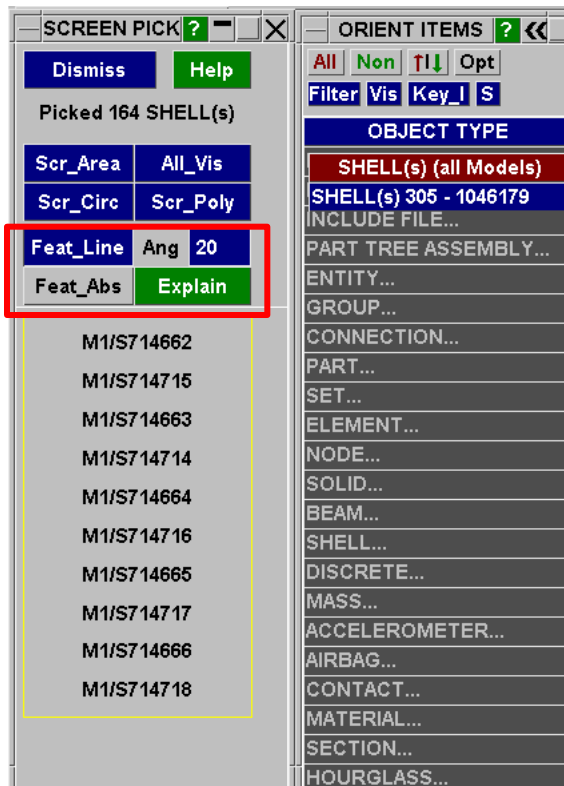 SCREEN PICK ?
Dismiss Help
Picked 164 SHELL(s)
Scr_Area All_Vis
Scr_Circ Scr_Poly
Feat_Line Ang 20
Feat_Abs Explain
M1/S714662
M1/S714715
M1/S714663
M1/S714714
M1/S714664
M1/S714716
M1/S714665
M1/S714717
M1/S714666
M1/S714718
ORIENT ITEMS ?
All Non ↑I↓ Opt
Filter Vis Key_I S
OBJECT TYPE
SHELL(s) (all Models)
SHELL(s) 305 - 1046179
INCLUDE FILE...
PART TREE ASSEMBLY...
ENTITY...
GROUP...
CONNECTION...
PART...
SET...
ELEMENT...
NODE...
SOLID...
BEAM...
SHELL...
DISCRETE...
MASS...
ACCELEROMETER...
AIRBAG...
CONTACT...
MATERIAL...
SECTION...
HOURGLASS...